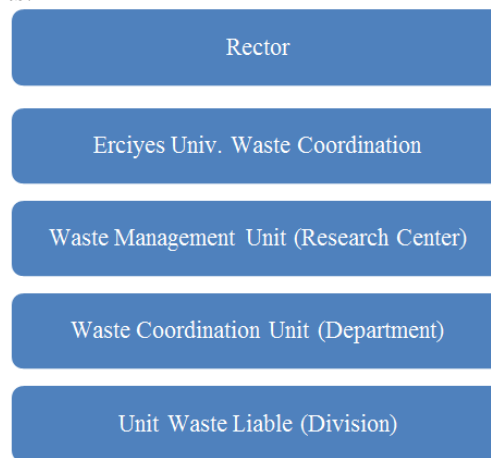 Rector
Erciyes Univ. Waste Coordination
Waste Management Unit (Research Center)
Waste Coordination Unit (Department)
Unit Waste Liable (Division)